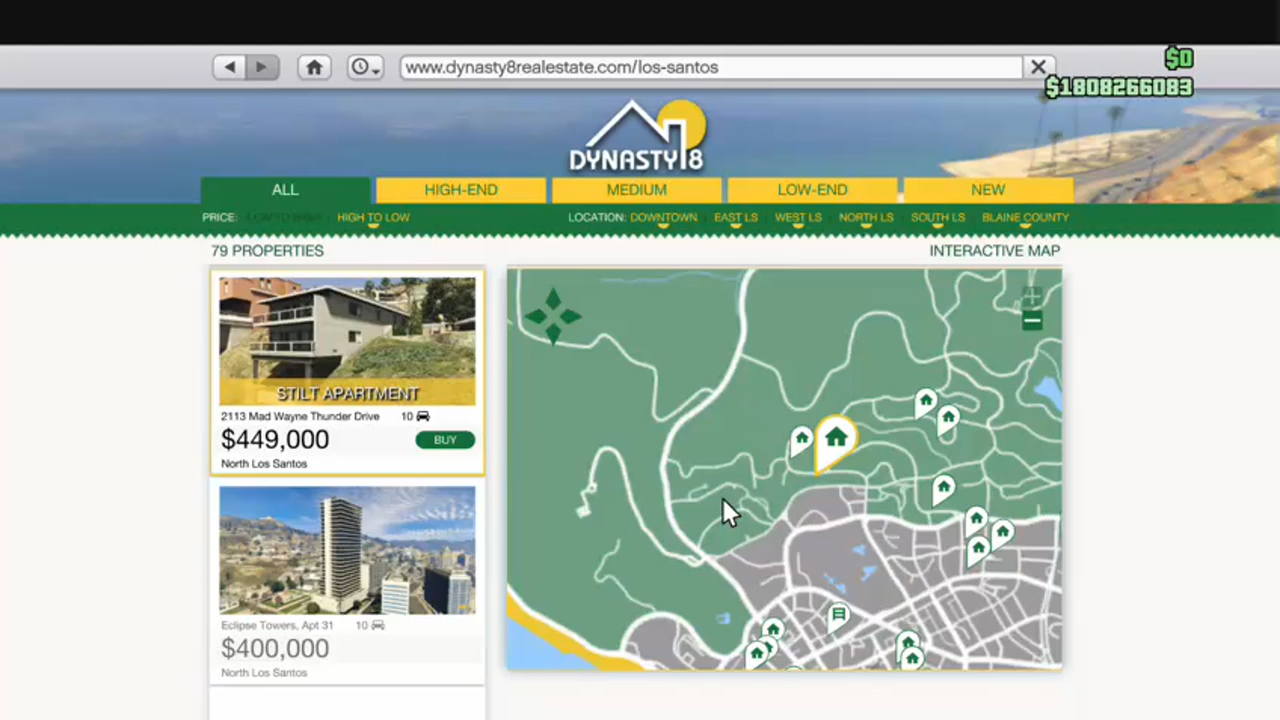 www.dynasty8realestate.com/los-santos
$0
$1808266083
DYNASTY8
ALL
HIGH-END
MEDIUM
LOW-END
NEW
PRICE: LOW TO HIGH HIGH TO LOW
LOCATION: DOWNTOWN EAST LS WEST LS NORTH LS SOUTH LS BLAINE COUNTY
79 PROPERTIES
INTERACTIVE MAP
STILT APARTMENT
2113 Mad Wayne Thunder Drive 10
$449,000
BUY
North Los Santos
Eclipse Towers, Apt 31 10
$400,000
North Los Santos